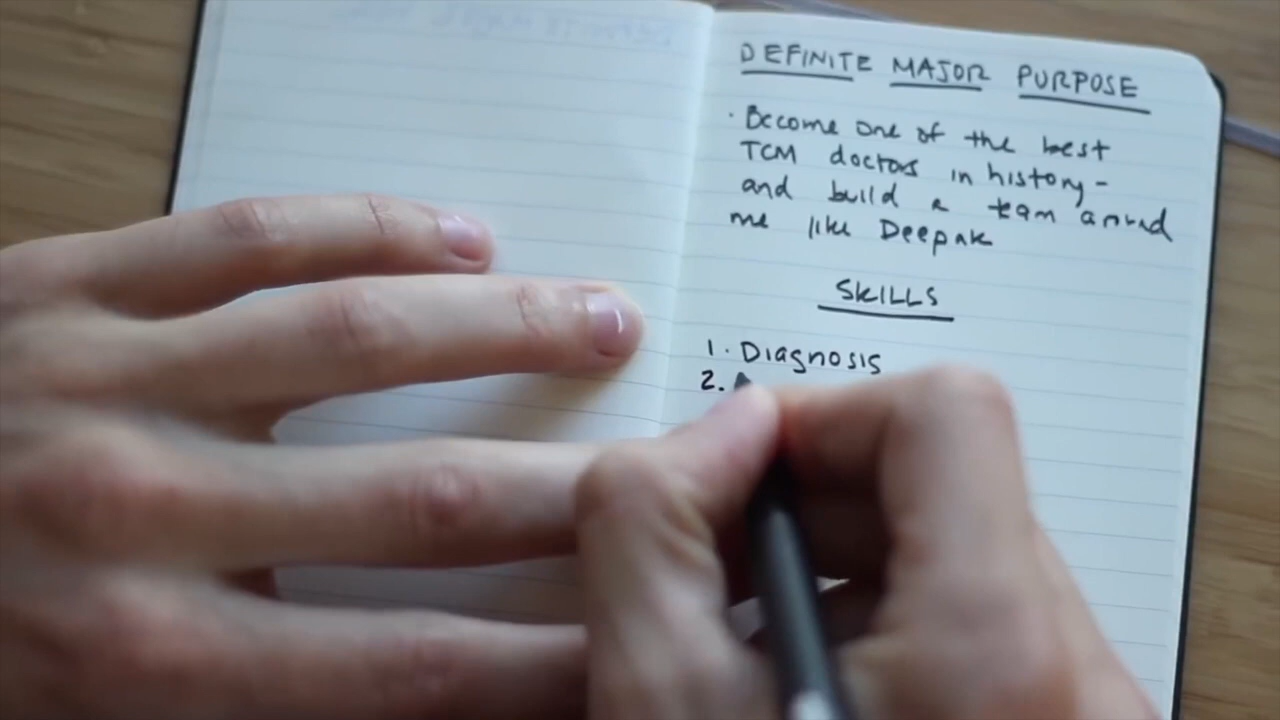 DEFINITE MAJOR PURPOSE
· Become one of the best
TCM doctors in history-
and build a team around
me like Deepak
SKILLS
1. Diagnosis
2.